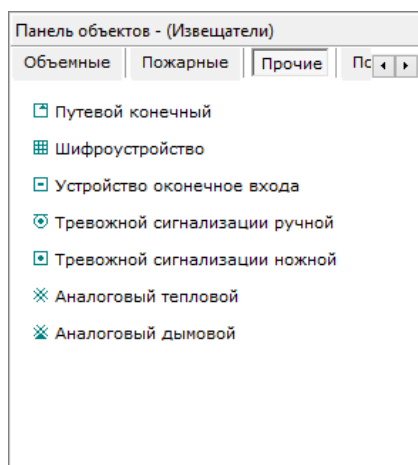 Панель объектов - (Извещатели)
Объемные Пожарные Прочие
Путевой конечный
Шифроустройство
Устройство оконечное входа
Тревожной сигнализации ручной
Тревожной сигнализации ножной
Аналоговый тепловой
Аналоговый дымовой